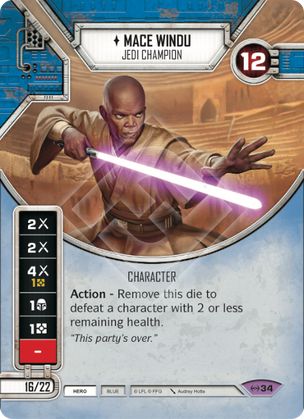 MACE WINDU
JEDI CHAMPION
12
2
2
4
1
1
1
-
CHARACTER
Action - Remove this die to
defeat a character with 2 or less
remaining health.
"This party's over."
16/22
HERO
BLUE
© LFL © FFG
Audrey Hotte
34